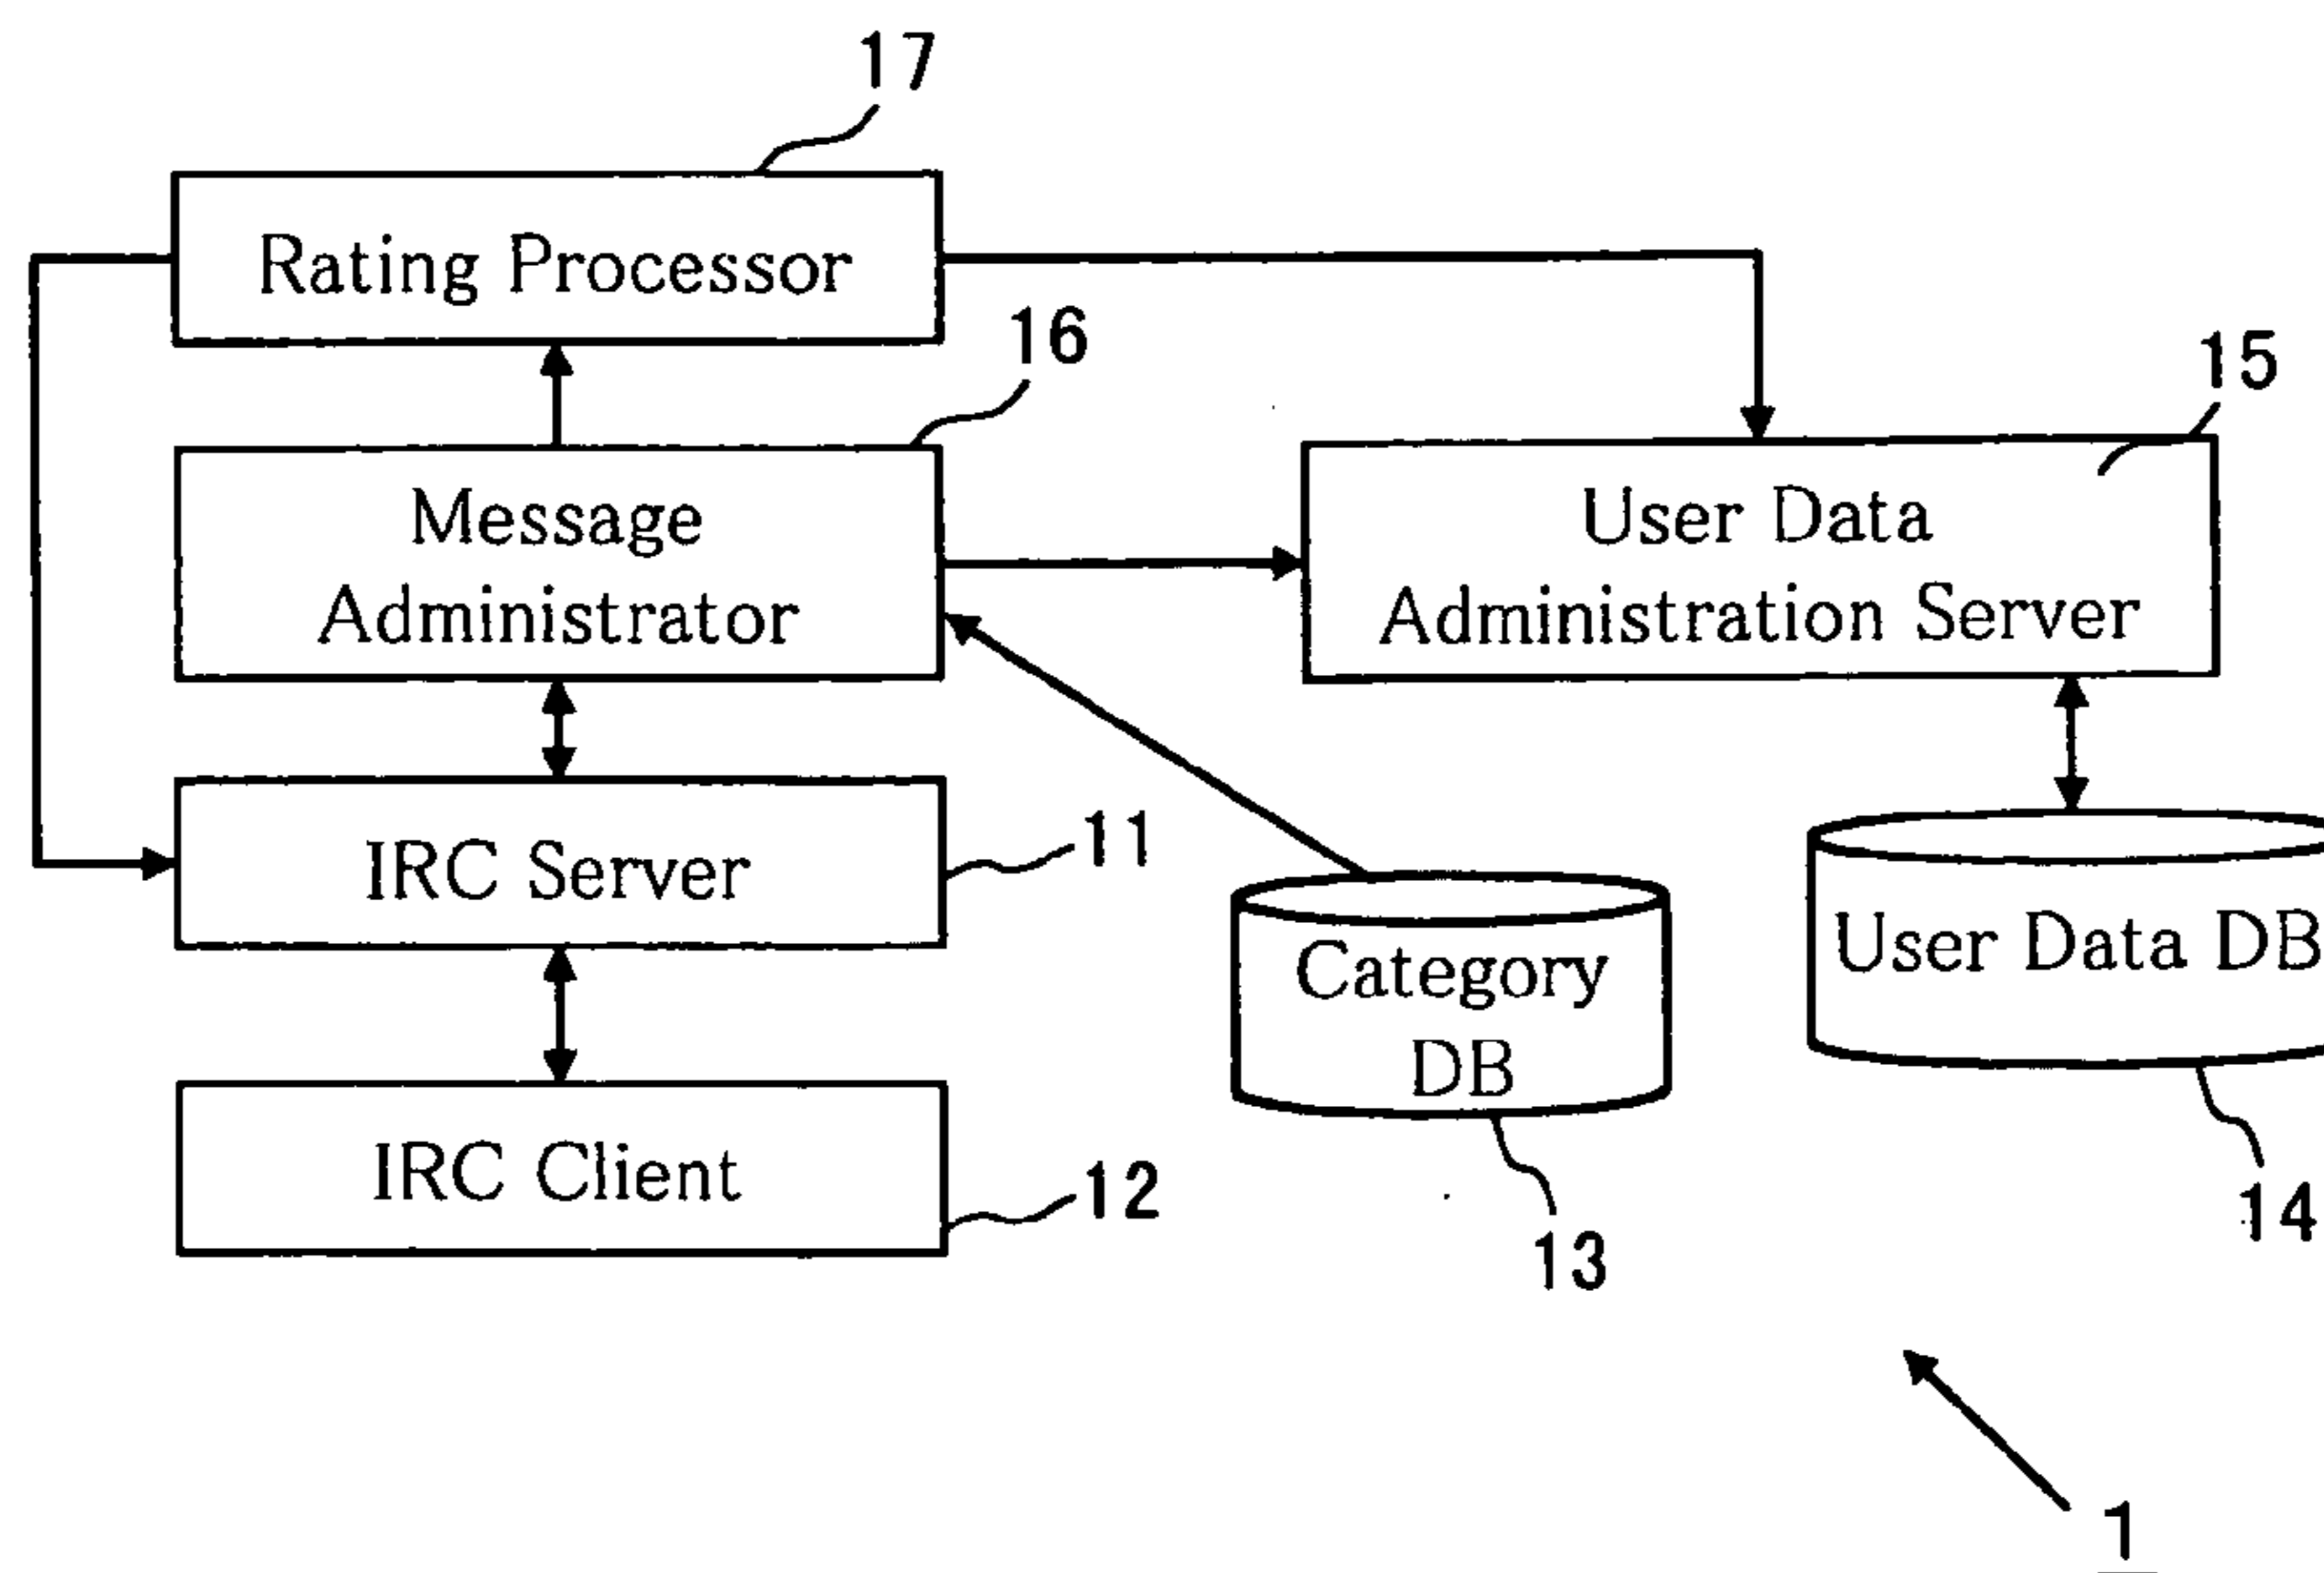 17
Rating Processor
16
15
Message
Administrator
User Data
Administration Server
IRC Server
11
Category
DB
User Data DB
IRC Client
12
13
14
1